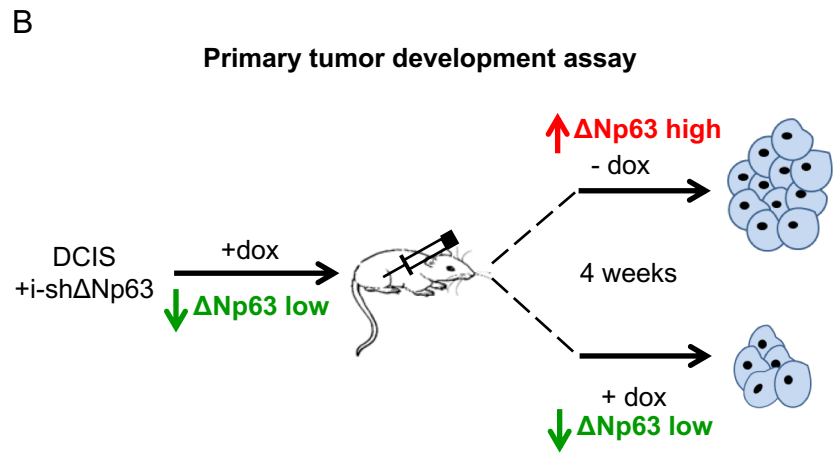 B
Primary tumor development assay
ΔNp63 high
- dox
DCIS
+i-shΔNp63
+dox
ΔNp63 low
4 weeks
+ dox
ΔNp63 low